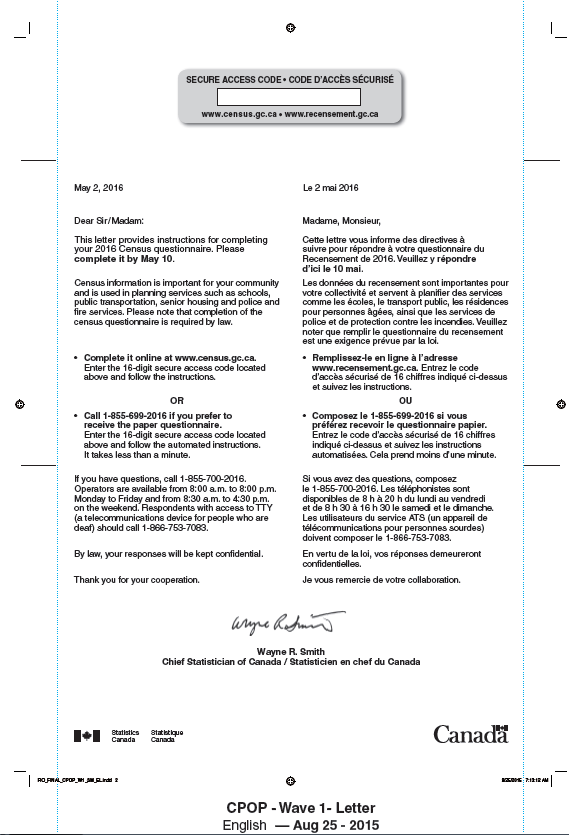 SECURE ACCESS CODE • CODE D'ACCÈS SÉCURISÉ
www.census.gc.ca • www.recensement.gc.ca
May 2, 2016
Dear Sir/Madam:
This letter provides instructions for completing
your 2016 Census questionnaire. Please
complete it by May 10.
Census information is important for your community
and is used in planning services such as schools,
public transportation, senior housing and police and
fire services. Please note that completion of the
census questionnaire is required by law.
• Complete it online at www.census.gc.ca.
Enter the 16-digit secure access code located
above and follow the instructions.
OR
• Call 1-855-699-2016 if you prefer to
receive the paper questionnaire.
Enter the 16-digit secure access code located
above and follow the automated instructions.
It takes less than a minute.
If you have questions, call 1-855-700-2016.
Operators are available from 8:00 a.m. to 8:00 p.m.
Monday to Friday and from 8:30 a.m. to 4:30 p.m.
on the weekend. Respondents with access to TTY
(a telecommunications device for people who are
deaf) should call 1-866-753-7083.
By law, your responses will be kept confidential.
Thank you for your cooperation.
Le 2 mai 2016
Madame, Monsieur,
Cette lettre vous informe des directives à
suivre pour répondre à votre questionnaire du
Recensement de 2016. Veuillez y répondre
d'ici le 10 mai.
Les données du recensement sont importantes pour
votre collectivité et servent à planifier des services
comme les écoles, le transport public, les résidences
pour personnes âgées, ainsi que les services de
police et de protection contre les incendies. Veuillez
noter que remplir le questionnaire du recensement
est une exigence prévue par la loi.
• Remplissez-le en ligne à l'adresse
www.recensement.gc.ca. Entrez le code
d'accès sécurisé de 16 chiffres indiqué ci-dessus
et suivez les instructions.
OU
• Composez le 1-855-699-2016 si vous
préférez recevoir le questionnaire papier.
Entrez le code d'accès sécurisé de 16 chiffres
indiqué ci-dessus et suivez les instructions
automatisées. Cela prend moins d'une minute.
Si vous avez des questions, composez
le 1-855-700-2016. Les téléphonistes sont
disponibles de 8 h à 20 h du lundi au vendredi
et de 8 h 30 à 16 h 30 le samedi et le dimanche.
Les utilisateurs du service ATS (un appareil de
télécommunications pour personnes sourdes)
doivent composer le 1-866-753-7083.
En vertu de la loi, vos réponses demeureront
confidentielles.
Je vous remercie de votre collaboration.
Wayne R. Smith
Chief Statistician of Canada / Statisticien en chef du Canada
Statistics Canada
Statistique Canada
Canada
CPOP - Wave 1- Letter
English — Aug 25 - 2015